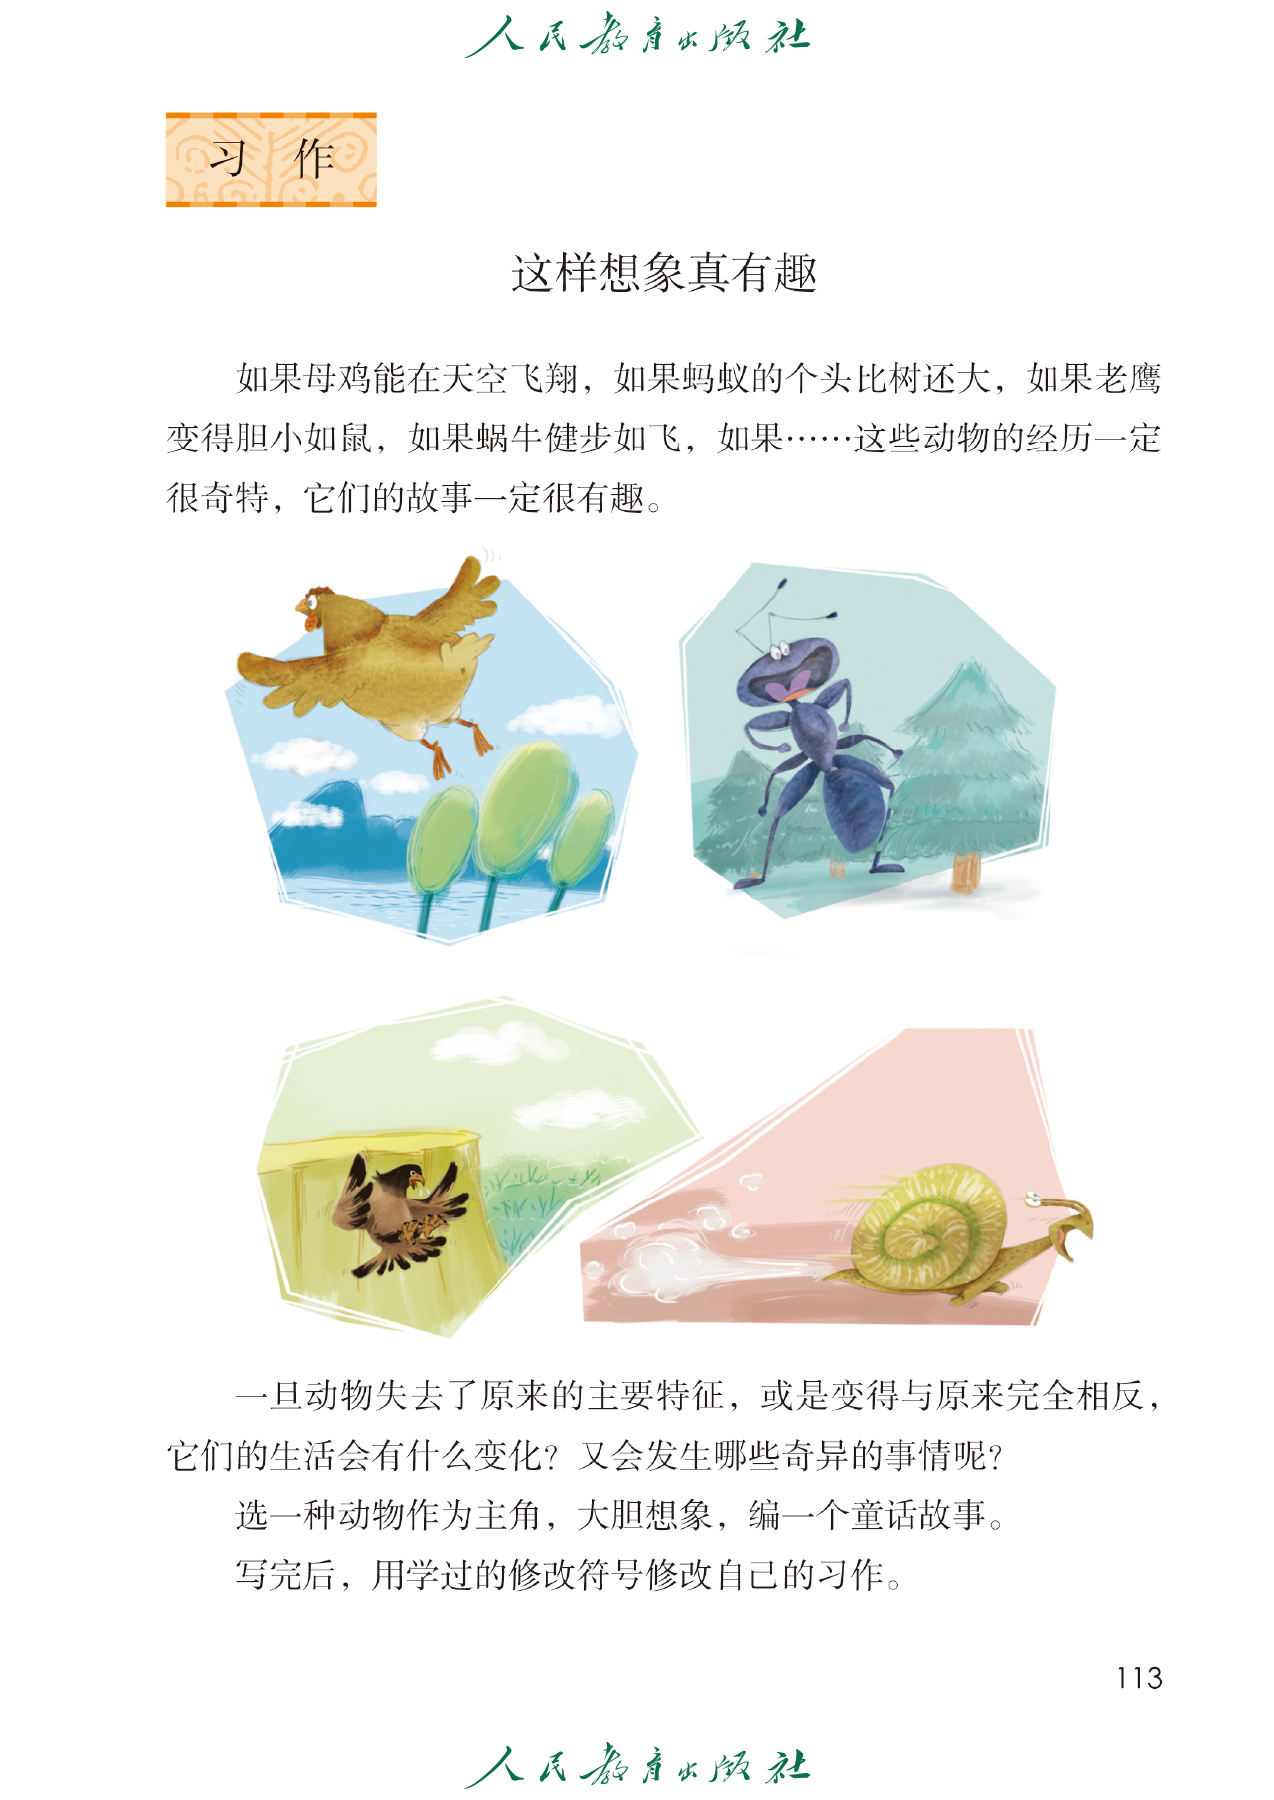 人民教育出版社
习 作
这样想象真有趣
如果母鸡能在天空飞翔，如果蚂蚁的个头比树还大，如果老鹰
变得胆小如鼠，如果蜗牛健步如飞，如果……这些动物的经历一定
很奇特，它们的故事一定很有趣。
一旦动物失去了原来的主要特征，或是变得与原来完全相反，
它们的生活会有什么变化？又会发生哪些奇异的事情呢？
选一种动物作为主角，大胆想象，编一个童话故事。
写完后，用学过的修改符号修改自己的习作。
113
人民教育出版社